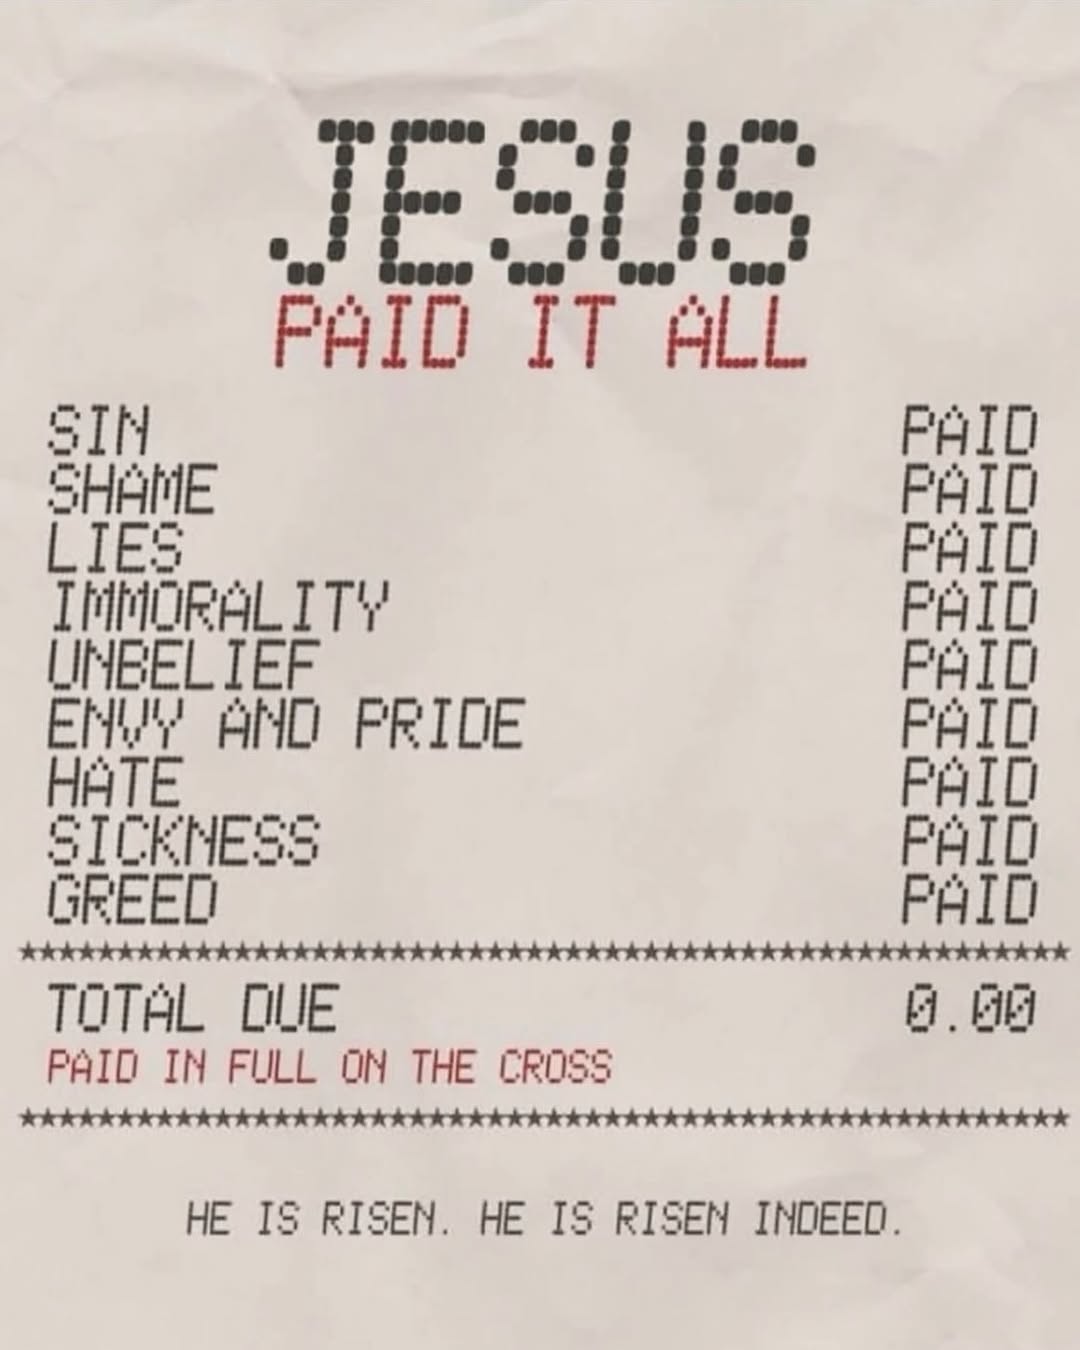 JESUS
PAID IT ALL
SIN PAID
SHAME PAID
LIES PAID
IMMORALITY PAID
UNBELIEF PAID
ENVY AND PRIDE PAID
HATE PAID
SICKNESS PAID
GREED PAID
TOTAL DUE 0.00
PAID IN FULL ON THE CROSS
HE IS RISEN. HE IS RISEN INDEED.